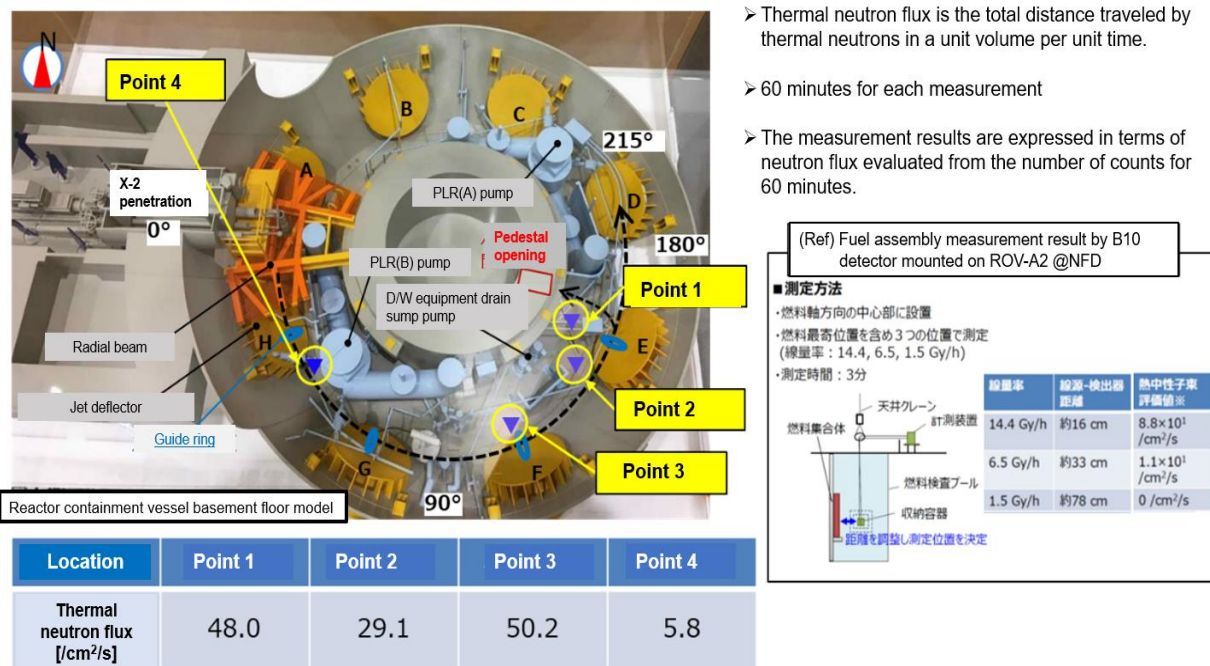 N
Point 4
B
C
215°
A
X-2
penetration
PLR(A) pump
D
0°
Pedestal
opening
180°
PLR(B) pump
Point 1
D/W equipment drain
sump pump
Radial beam
H
E
Point 2
Jet deflector
Guide ring
G
F
Point 3
90°
Reactor containment vessel basement floor model
Location Point 1 Point 2 Point 3 Point 4
Thermal
neutron flux
[/cm²/s]
48.0 29.1 50.2 5.8
➢ Thermal neutron flux is the total distance traveled by
thermal neutrons in a unit volume per unit time.
➢ 60 minutes for each measurement
➢ The measurement results are expressed in terms of
neutron flux evaluated from the number of counts for
60 minutes.
(Ref) Fuel assembly measurement result by B10
detector mounted on ROV-A2 @NFD
■測定方法
・燃料軸方向の中心部に設置
・燃料最寄位置を含め３つの位置で測定
(線量率：14.4, 6.5, 1.5 Gy/h)
・測定時間：3分
天井クレーン
計測装置
燃料集合体
燃料検査プール
収納容器
距離を調整し測定位置を決定
線量率 線源-検出器
距離 熱中性子束
評価値※
14.4 Gy/h 約16 cm 8.8×10¹
/cm²/s
6.5 Gy/h 約33 cm 1.1×10¹
/cm²/s
1.5 Gy/h 約78 cm 0 /cm²/s